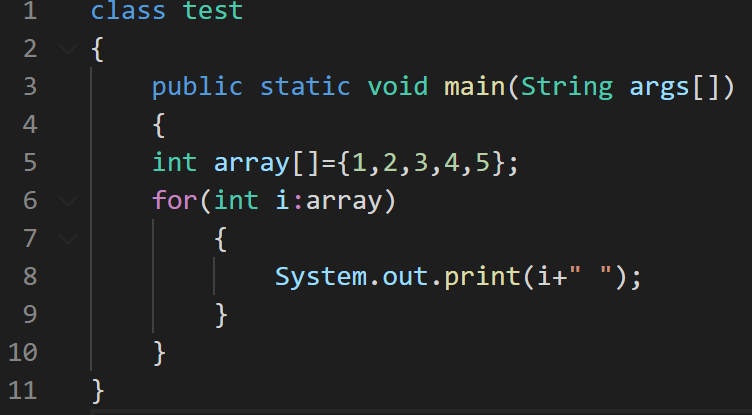 1 class test
2 {
3     public static void main(String args[])
4     {
5     int array[]={1,2,3,4,5};
6     for(int i:array)
7         {
8             System.out.print(i+" ");
9         }
10     }
11 }